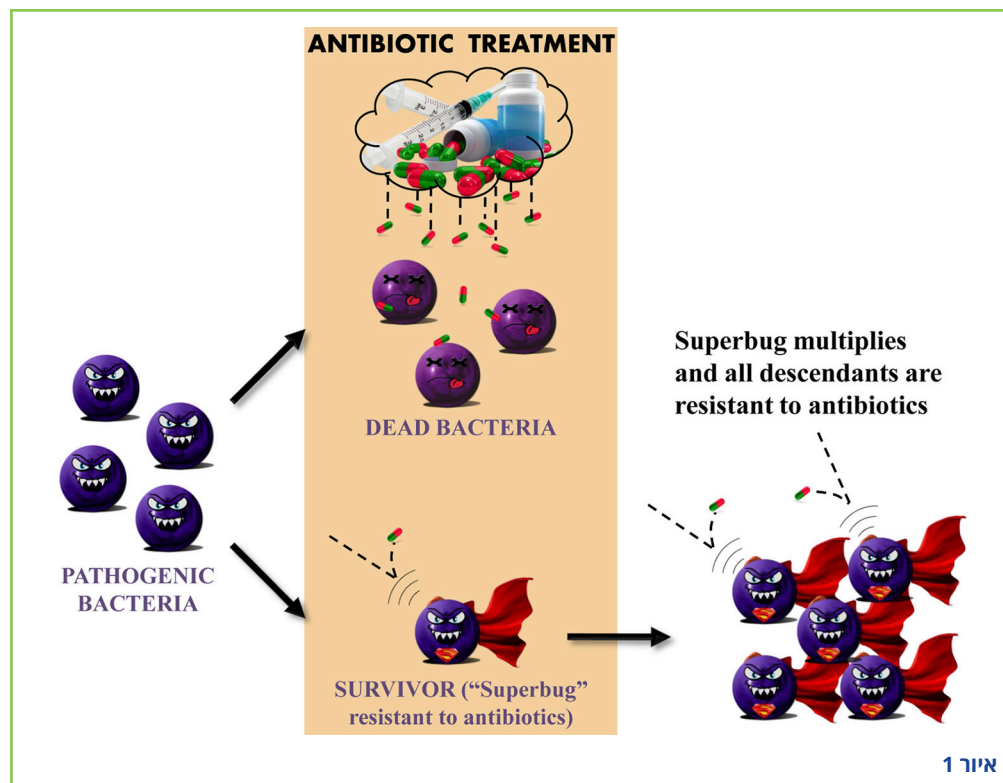 ANTIBIOTIC TREATMENT
DEAD BACTERIA
PATHOGENIC
BACTERIA
SURVIVOR (“Superbug”
resistant to antibiotics)
Superbug multiplies
and all descendants are
resistant to antibiotics
איור 1